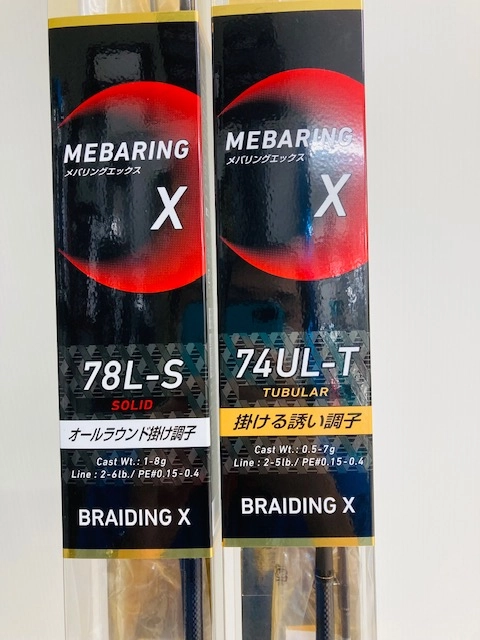 MEBARING
メバリングエックス
X
78L-S
SOLID
オールラウンド掛け調子
Cast Wt.: 1-8g
Line : 2-6lb./ PE#0.15-0.4
BRAIDING X
MEBARING
メバリングエックス
X
74UL-T
TUBULAR
掛ける誘い調子
Cast Wt.: 0.5-7g
Line : 2-5lb./ PE#0.15-0.4
BRAIDING X